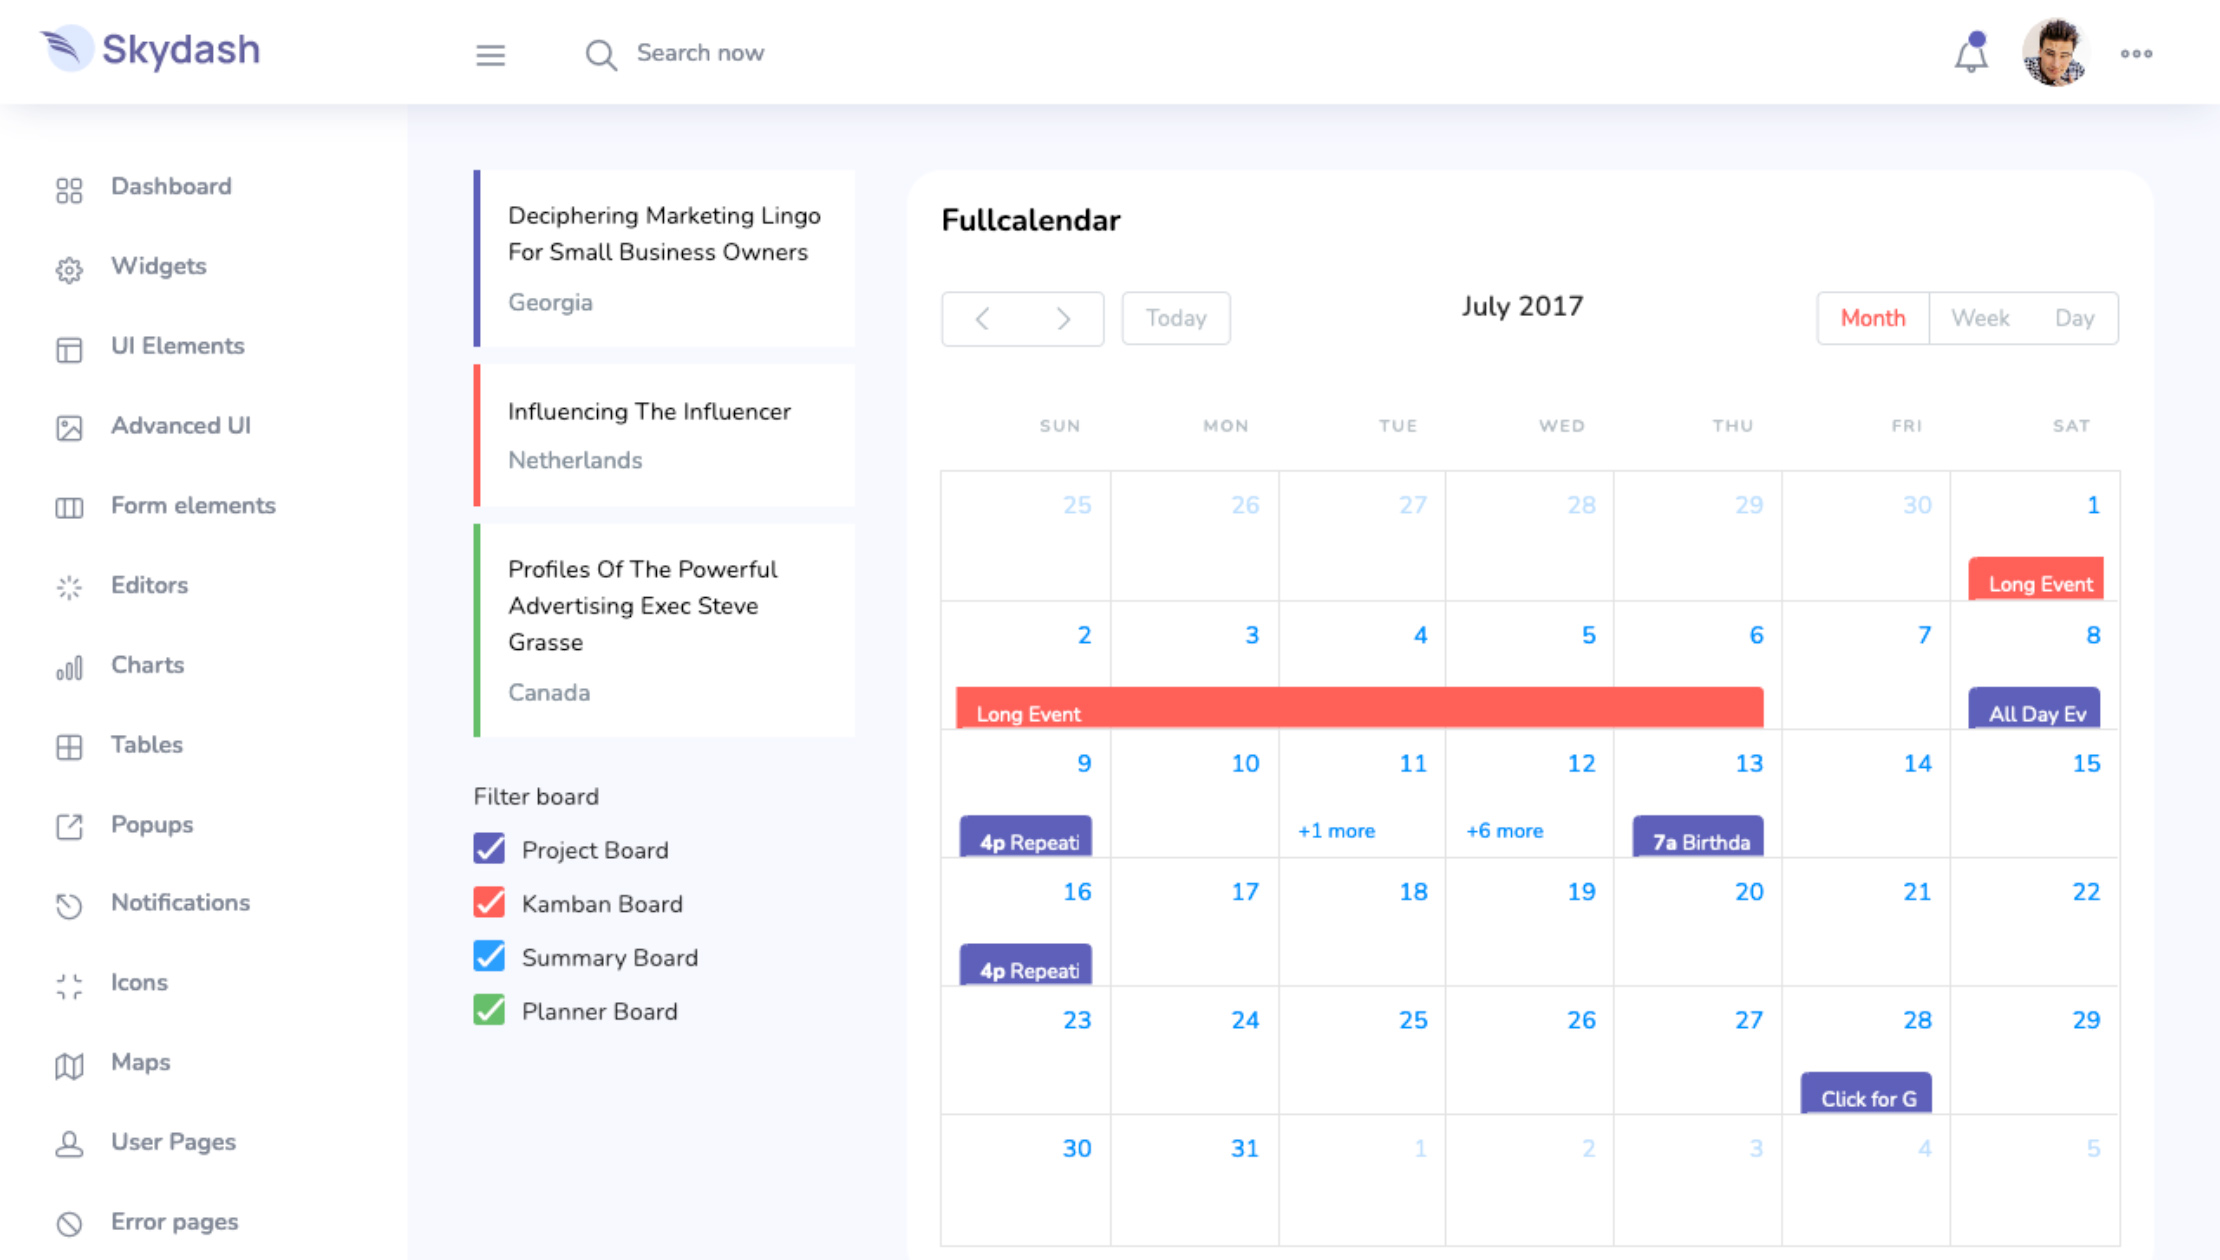 Skydash
Search now
Dashboard
Widgets
UI Elements
Advanced UI
Form elements
Editors
Charts
Tables
Popups
Notifications
Icons
Maps
User Pages
Error pages
Deciphering Marketing Lingo
For Small Business Owners
Georgia
Influencing The Influencer
Netherlands
Profiles Of The Powerful
Advertising Exec Steve
Grasse
Canada
Filter board
Project Board
Kamban Board
Summary Board
Planner Board
Fullcalendar
Today
July 2017
Month Week Day
SUN MON TUE WED THU FRI SAT
25 26 27 28 29 30 1
Long Event
2 3 4 5 6 7 8
Long Event All Day Ev
9 10 11 12 13 14 15
4p Repeati +1 more +6 more 7a Birthda
16 17 18 19 20 21 22
4p Repeati
23 24 25 26 27 28 29
Click for G
30 31 1 2 3 4 5